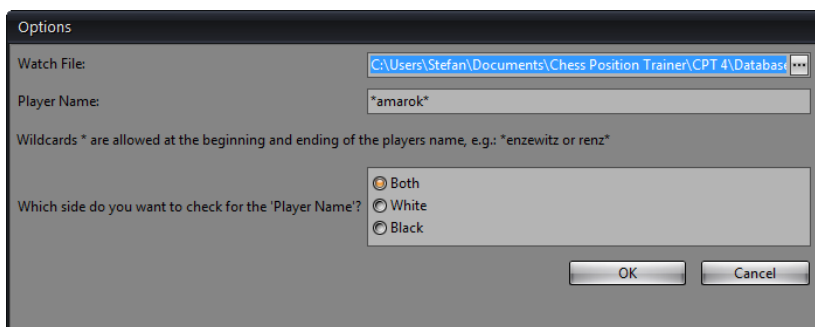 Options
Watch File: C:\Users\Stefan\Documents\Chess Position Trainer\CPT 4\Database ...
Player Name: *amarok*
Wildcards * are allowed at the beginning and ending of the players name, e.g.: *enzewitz or renz*
Both
Which side do you want to check for the 'Player Name'? White
Black
OK Cancel